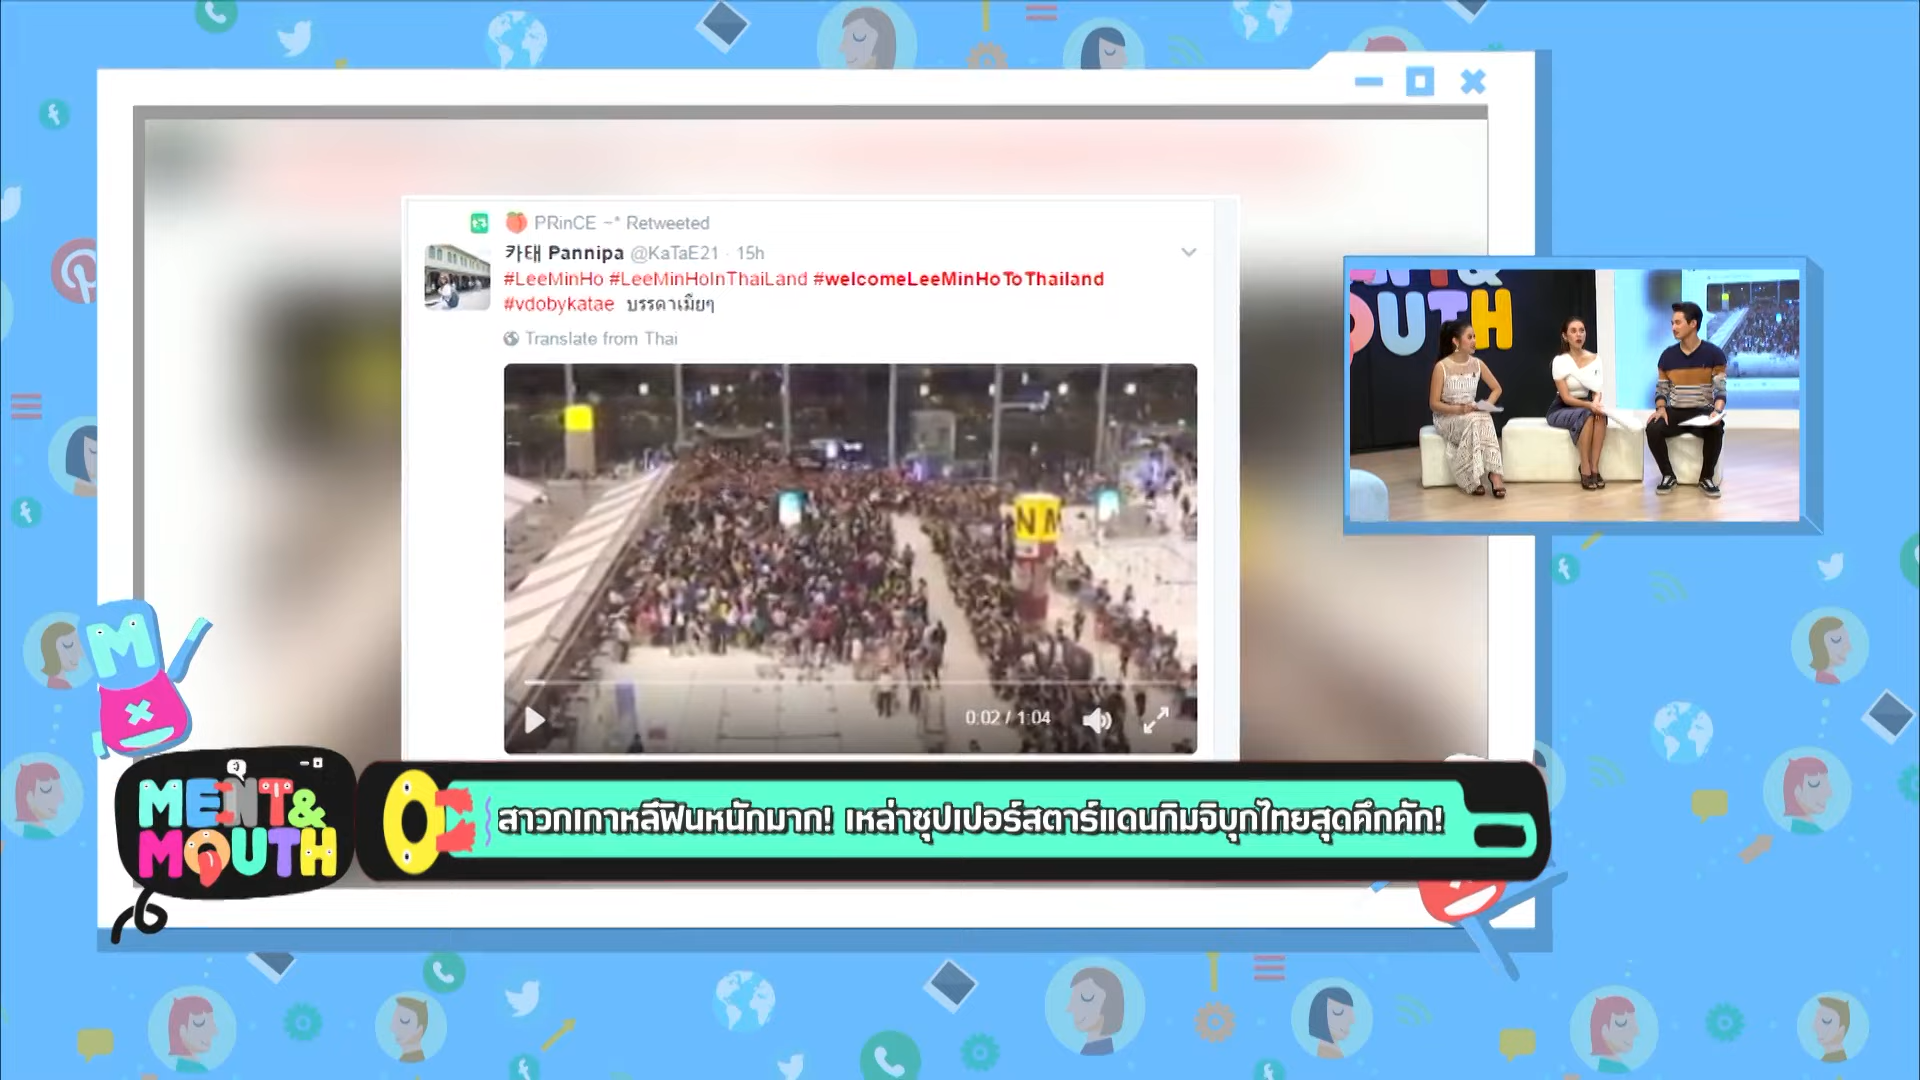 PRinCE ~* Retweeted
카태 Pannipa @KaTaE21 · 15h
#LeeMinHo #LeeMinHoInThaiLand #welcomeLeeMinHoToThailand
#vdobykatae บรรดาเมียๆ
Translate from Thai
N M
0:02 / 1:04
MENT&
MOUTH
MENT&
MOUTH
สาวกเกาหลีฟินหนักมาก! เหล่าซุปเปอร์สตาร์แดนกิมจิบุกไทยสุดคึกคัก!